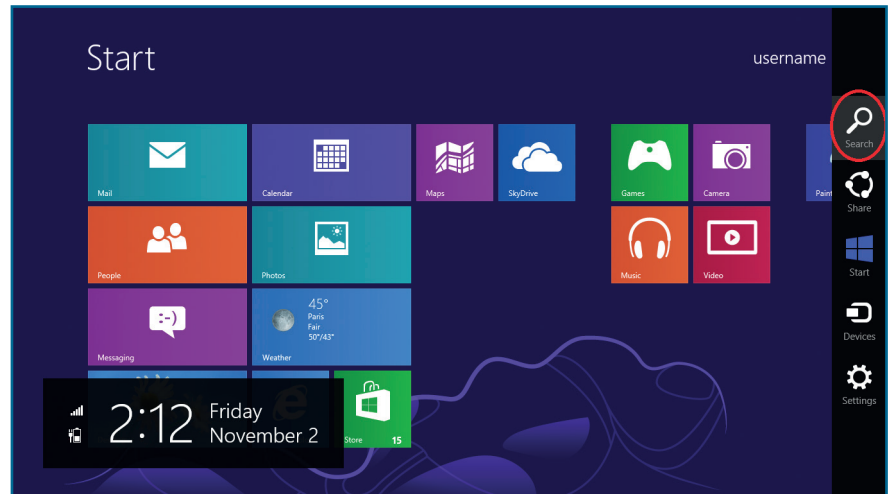 Start
username
Mail
Calendar
Maps
SkyDrive
Games
Camera
Paint
People
Photos
Music
Video
Messaging
45°
Paris
Fair
50°/43°
Weather
Store
15
2:12
Friday
November 2
Search
Share
Start
Devices
Settings